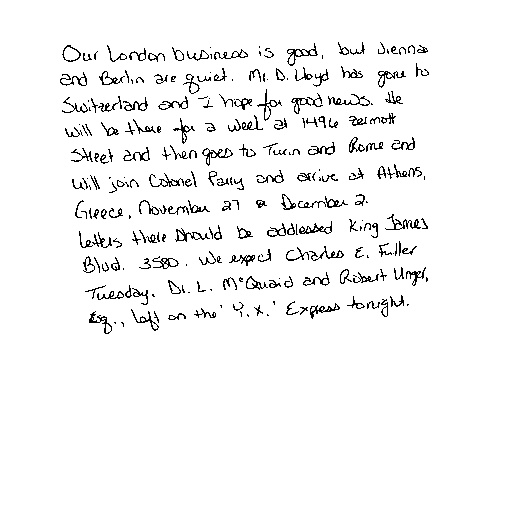 Our London business is good, but Vienna
and Berlin are quiet. Mr. D. Lloyd has gone to
Switzerland and I hope for good news. He
will be there for a week at 1496 Zermott
Street and then goes to Turin and Rome and
will join Colonel Parry and arrive at Athens,
Greece, November 27 or December 2.
Letters there should be addressed King James
Blvd. 3580. We expect Charles E. Fuller
Tuesday. Dr. L. McQuaid and Robert Unger,
Esq., left on the 'Y.X.' Express tonight.